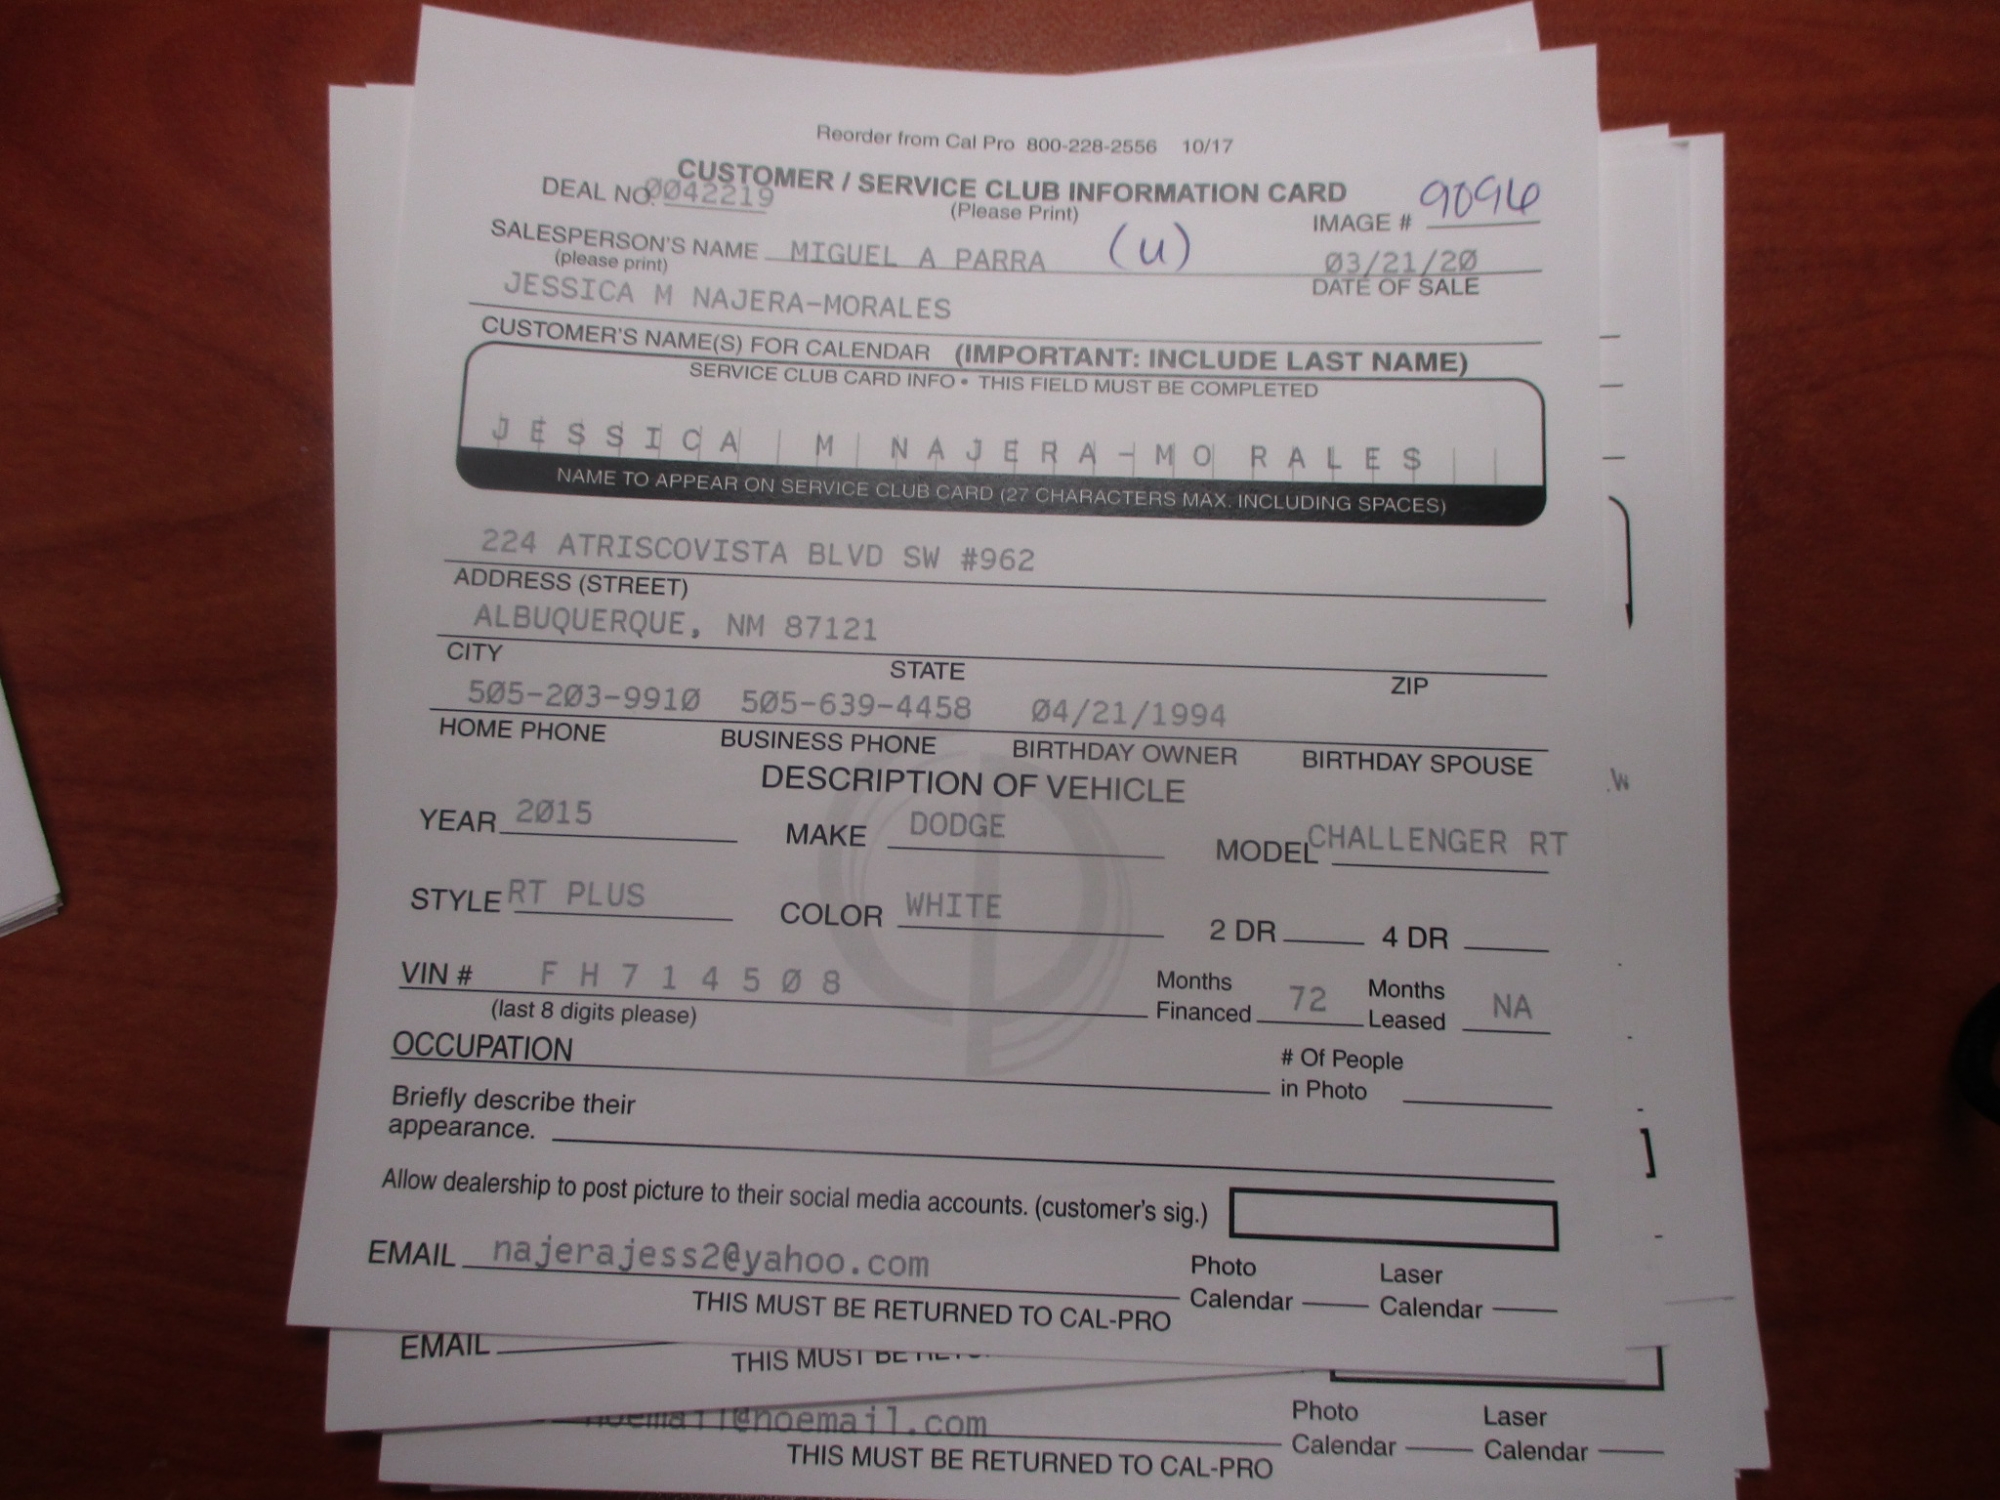 Reorder from Cal Pro 800-228-2556 10/17
CUSTOMER / SERVICE CLUB INFORMATION CARD
DEAL NO. 0042219 (Please Print) IMAGE # 9096
SALESPERSON'S NAME MIGUEL A PARRA (U) 03/21/20
(please print) DATE OF SALE
JESSICA M NAJERA-MORALES
CUSTOMER'S NAME(S) FOR CALENDAR (IMPORTANT: INCLUDE LAST NAME)
SERVICE CLUB CARD INFO • THIS FIELD MUST BE COMPLETED
JESSICA M NAJERA-MORALES
NAME TO APPEAR ON SERVICE CLUB CARD (27 CHARACTERS MAX. INCLUDING SPACES)
224 ATRISCOVISTA BLVD SW #962
ADDRESS (STREET)
ALBUQUERQUE, NM 87121
CITY STATE ZIP
505-203-9910 505-639-4458 04/21/1994
HOME PHONE BUSINESS PHONE BIRTHDAY OWNER BIRTHDAY SPOUSE
DESCRIPTION OF VEHICLE
YEAR 2015 MAKE DODGE MODEL CHALLENGER RT
STYLE RT PLUS COLOR WHITE 2 DR 4 DR
VIN # F H 7 1 4 5 0 8 Months Financed 72 Months Leased NA
(last 8 digits please)
OCCUPATION # Of People in Photo
Briefly describe their
appearance.
Allow dealership to post picture to their social media accounts. (customer's sig.)
EMAIL najerajess2@yahoo.com Photo Calendar Laser Calendar
THIS MUST BE RETURNED TO CAL-PRO
EMAIL
THIS MUST BE
noemail@noemail.com Photo Calendar Laser Calendar
THIS MUST BE RETURNED TO CAL-PRO